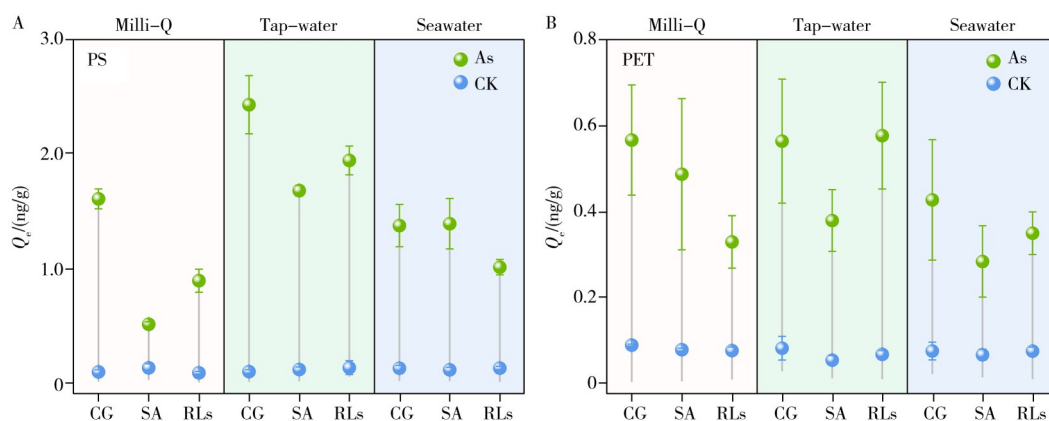 A
Milli-Q
Tap-water
Seawater
3.0
2.0
1.0
0
Qe/(ng/g)
PS
As
CK
CG SA RLs CG SA RLs CG SA RLs
B
Milli-Q
Tap-water
Seawater
0.8
0.6
0.4
0.2
0
Qe/(ng/g)
PET
As
CK
CG SA RLs CG SA RLs CG SA RLs